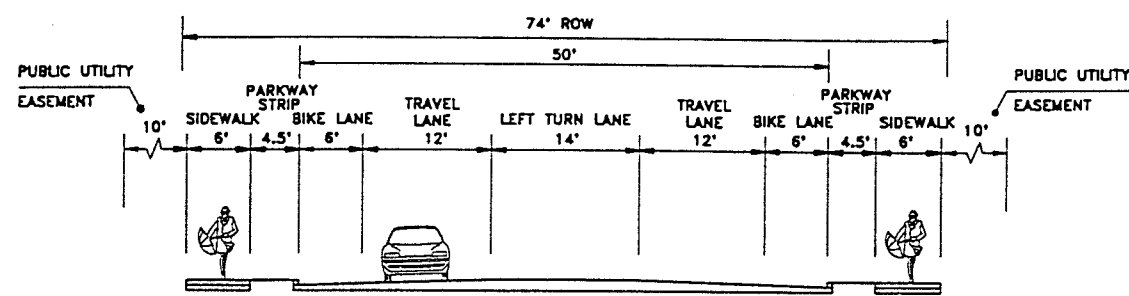 74' ROW
50'
PUBLIC UTILITY
EASEMENT
10'
SIDEWALK
6'
PARKWAY
STRIP
4.5'
BIKE LANE
6'
TRAVEL
LANE
12'
LEFT TURN LANE
14'
TRAVEL
LANE
12'
BIKE LANE
6'
PARKWAY
STRIP
4.5'
SIDEWALK
6'
PUBLIC UTILITY
EASEMENT
10'